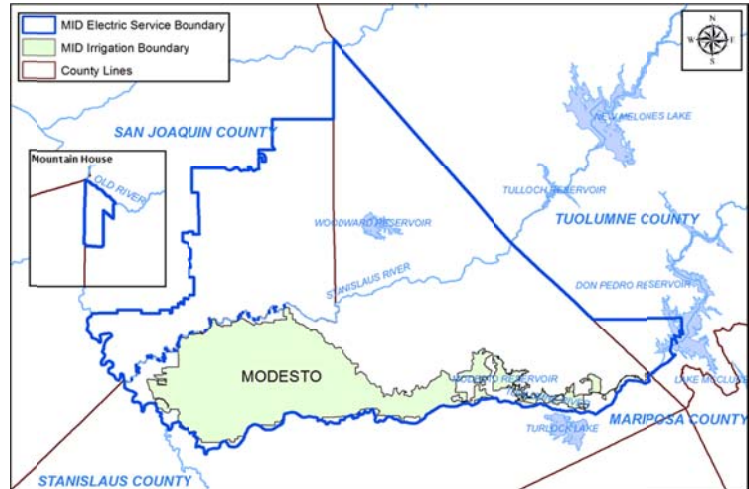 MID Electric Service Boundary
MID Irrigation Boundary
County Lines
N
W
E
S
NEW MELONES LAKE
SAN JOAQUIN COUNTY
Mountain House
OLD RIVER
TULLOCH RESERVOIR
TUOLUMNE COUNTY
WOODWARD RESERVOIR
STANISLAUS RIVER
DON PEDRO RESERVOIR
MODESTO
MODESTO RESERVOIR
LAKE MCCLURE
MARIPOSA COUNTY
TURLOCK LAKE
STANISLAUS COUNTY